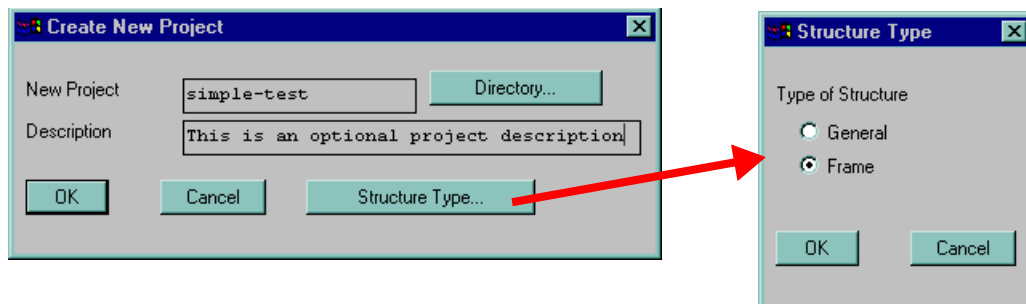 Create New Project
New Project
simple-test
Directory...
Description
This is an optional project description
OK
Cancel
Structure Type...
Structure Type
Type of Structure
General
Frame
OK
Cancel